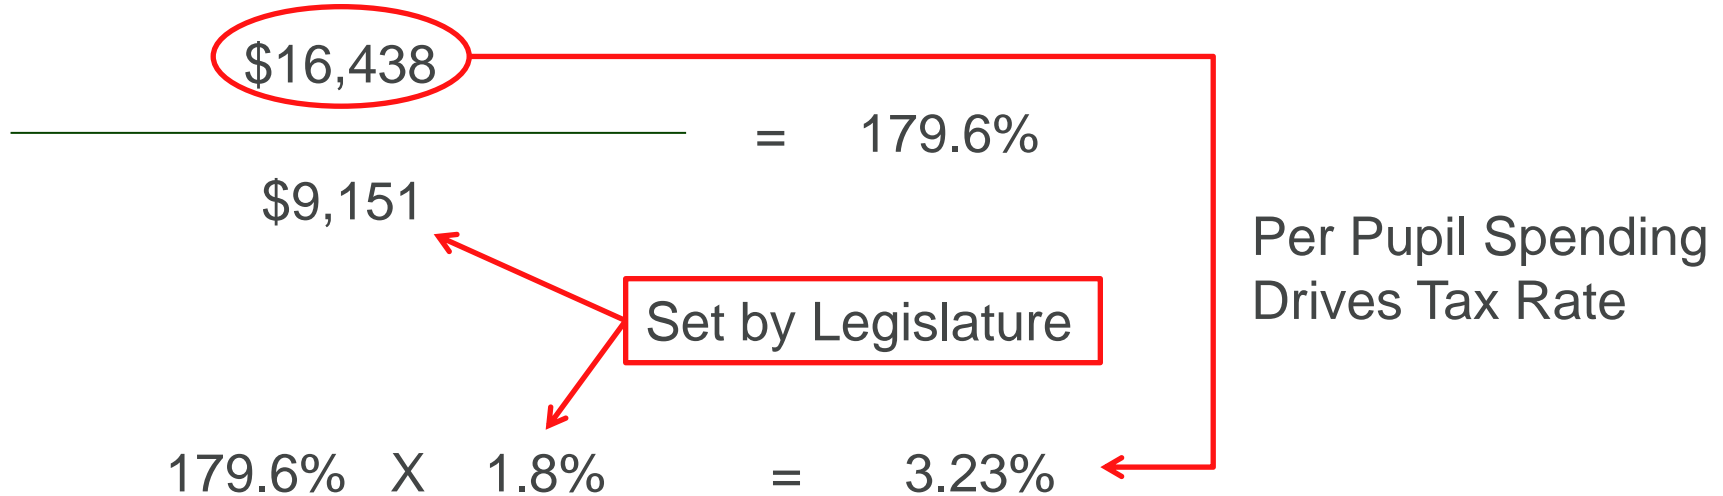 $16,438
= 179.6%
$9,151
Per Pupil Spending
Drives Tax Rate
Set by Legislature
179.6% X 1.8% = 3.23%